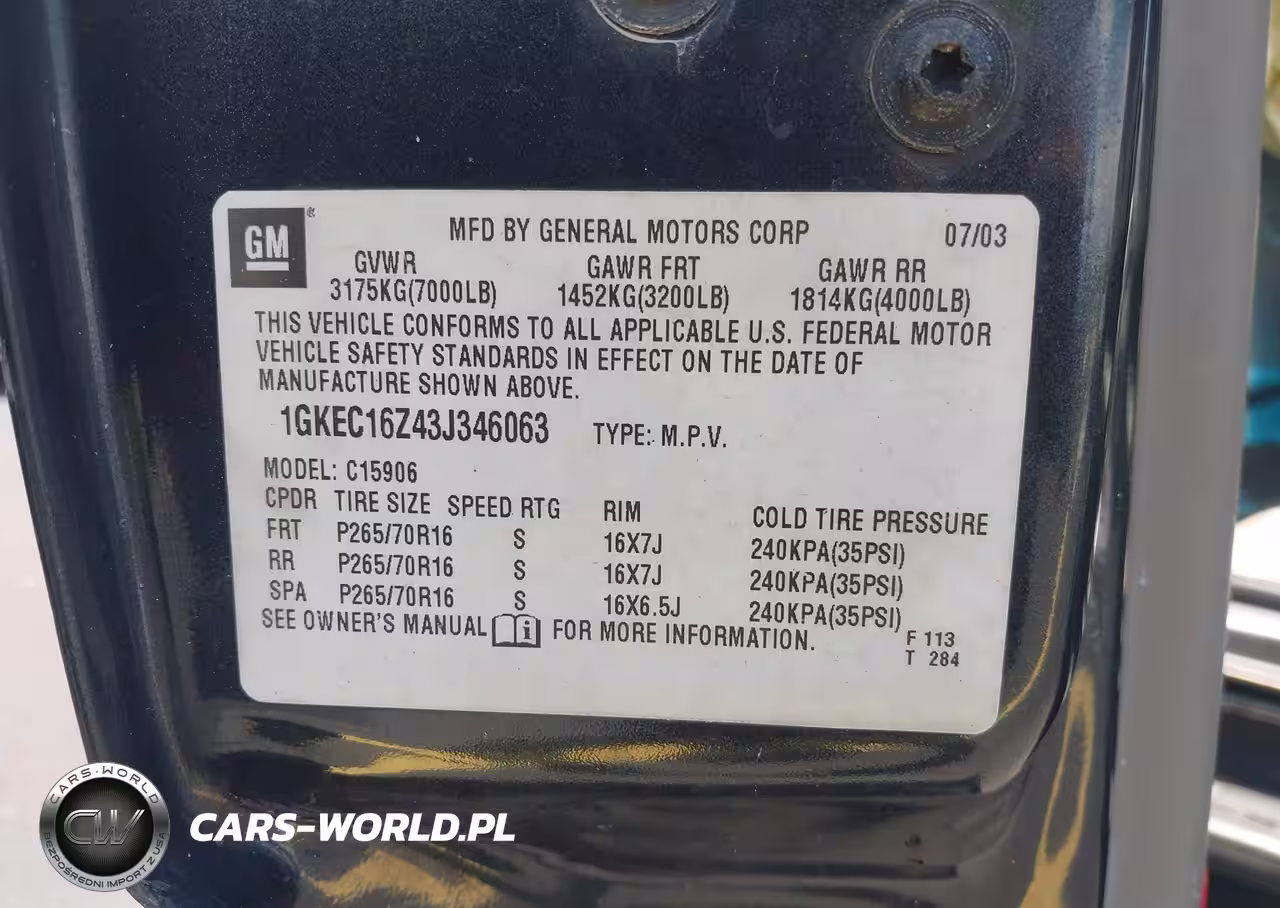 GM ®
MFD BY GENERAL MOTORS CORP 07/03
GVWR GAWR FRT GAWR RR
3175KG(7000LB) 1452KG(3200LB) 1814KG(4000LB)
THIS VEHICLE CONFORMS TO ALL APPLICABLE U.S. FEDERAL MOTOR
VEHICLE SAFETY STANDARDS IN EFFECT ON THE DATE OF
MANUFACTURE SHOWN ABOVE.
1GKEC16Z43J346063 TYPE: M.P.V.
MODEL: C15906
CPDR TIRE SIZE SPEED RTG RIM COLD TIRE PRESSURE
FRT P265/70R16 S 16X7J 240KPA(35PSI)
RR P265/70R16 S 16X7J 240KPA(35PSI)
SPA P265/70R16 S 16X6.5J 240KPA(35PSI)
SEE OWNER'S MANUAL i FOR MORE INFORMATION.
F 113
T 284
CARS-WORLD
CW
BEZPOŚREDNI IMPORT Z USA
CARS-WORLD.PL